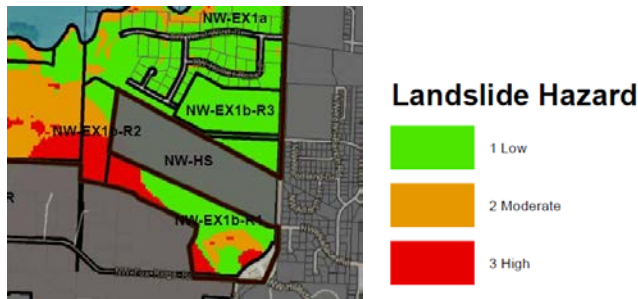 NW-EX1a
NW-EX1b-R3
NW-EX1b-R2
NW-HS
NW-EX1b-R1
R
Landslide Hazard
1 Low
2 Moderate
3 High